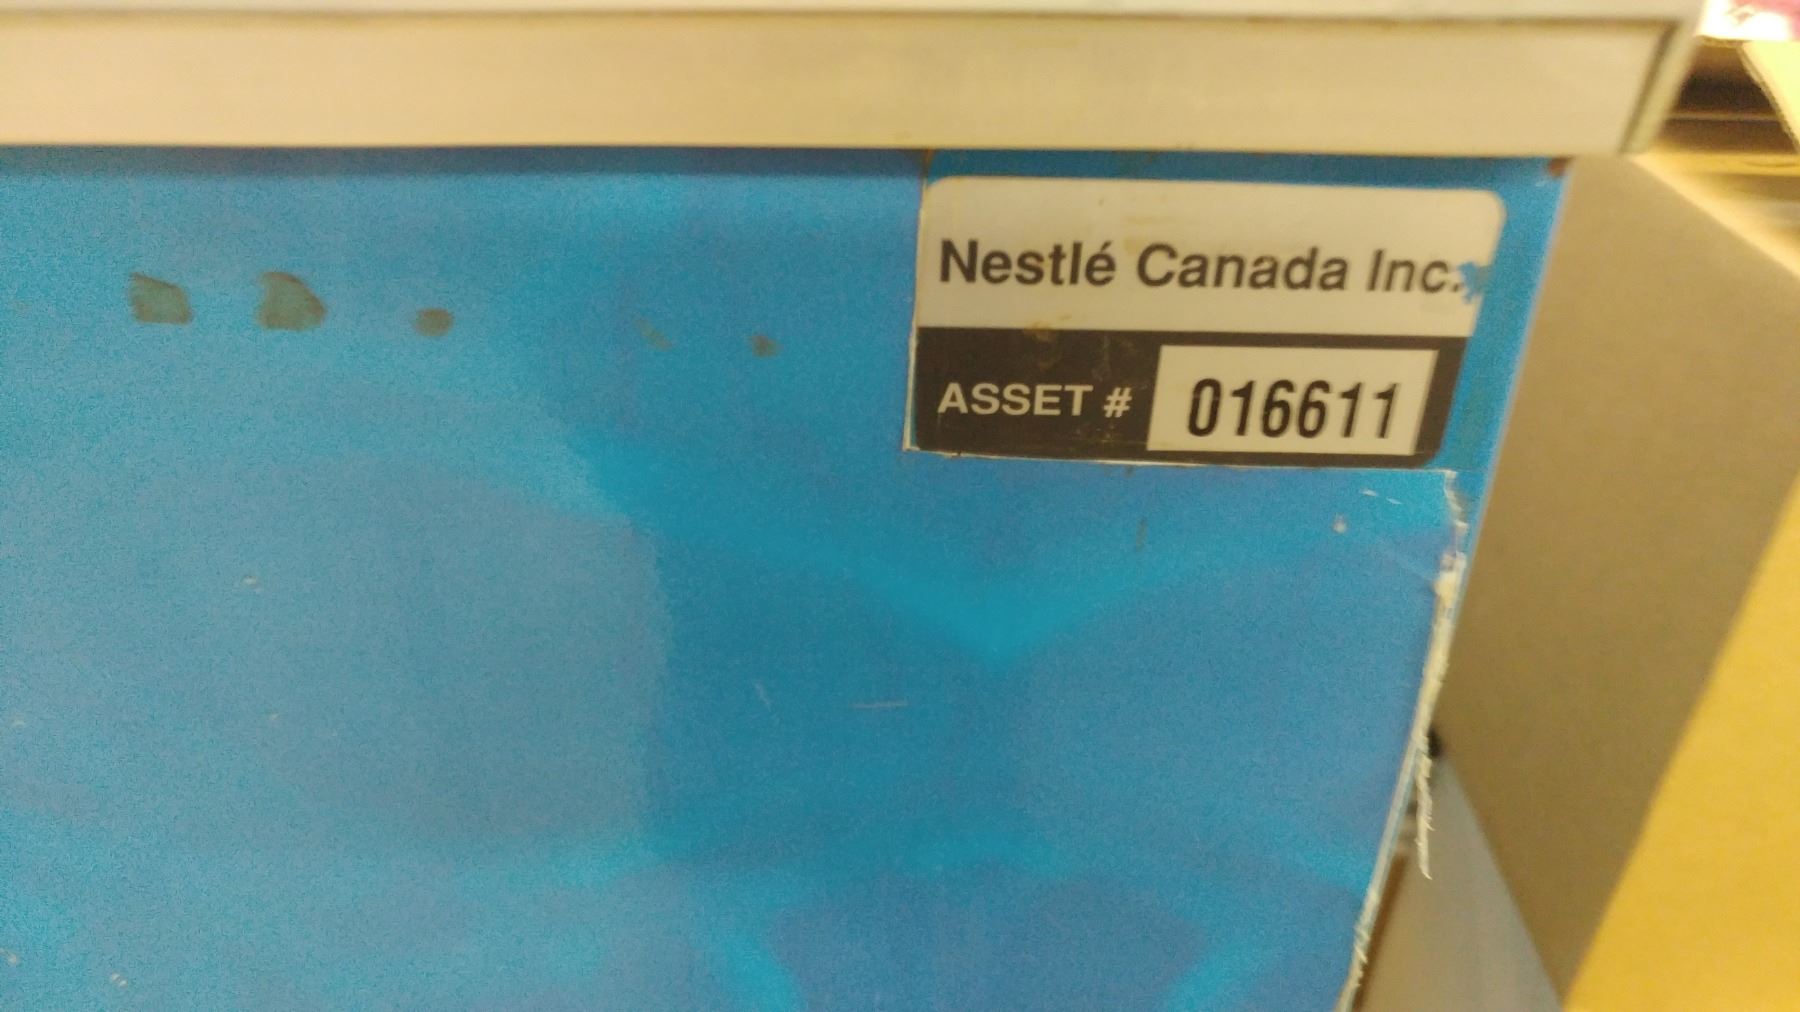 Nestlé Canada Inc.
ASSET # 016611